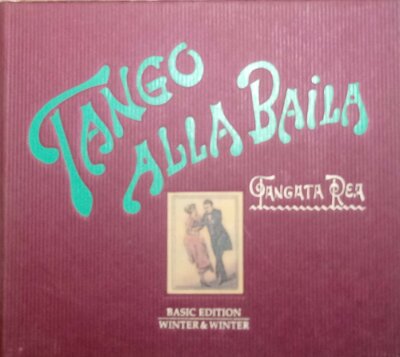 TANGO
ALLA BAILA
TANGATA REA
BASIC EDITION
WINTER & WINTER